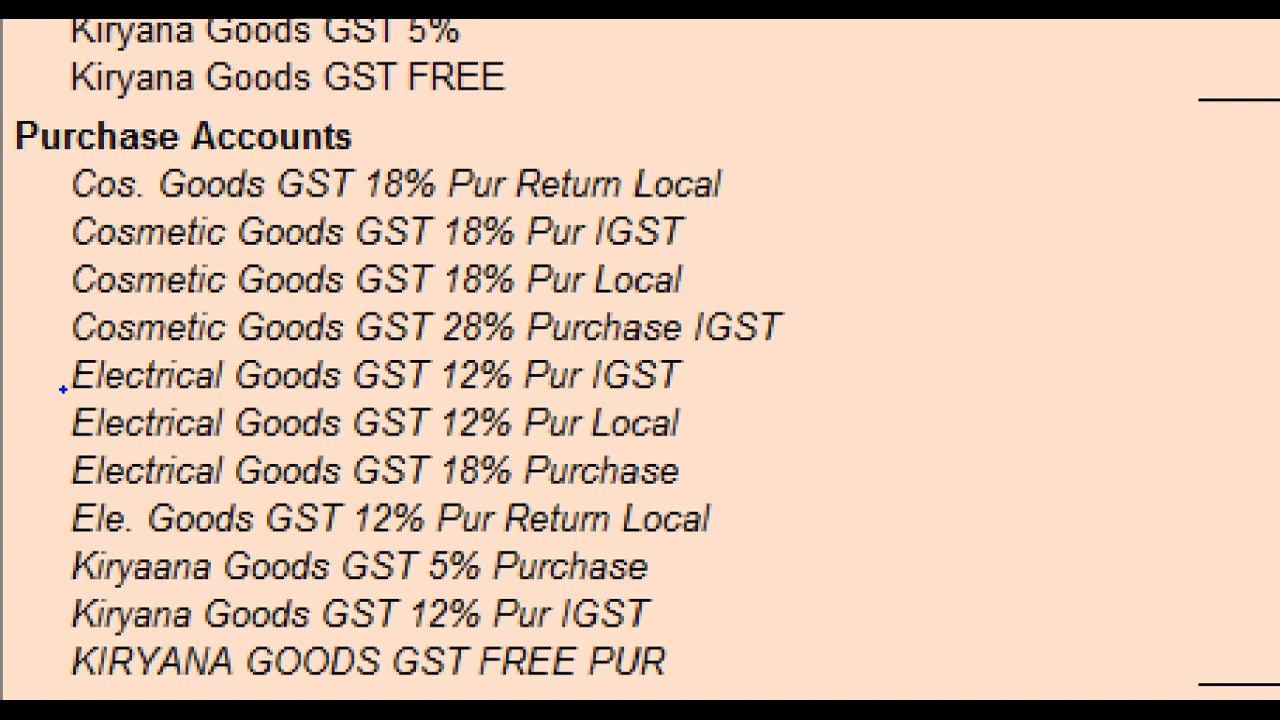 Kiryana Goods GST 5%
Kiryana Goods GST FREE
Purchase Accounts
Cos. Goods GST 18% Pur Return Local
Cosmetic Goods GST 18% Pur IGST
Cosmetic Goods GST 18% Pur Local
Cosmetic Goods GST 28% Purchase IGST
Electrical Goods GST 12% Pur IGST
Electrical Goods GST 12% Pur Local
Electrical Goods GST 18% Purchase
Ele. Goods GST 12% Pur Return Local
Kiryaana Goods GST 5% Purchase
Kiryana Goods GST 12% Pur IGST
KIRYANA GOODS GST FREE PUR